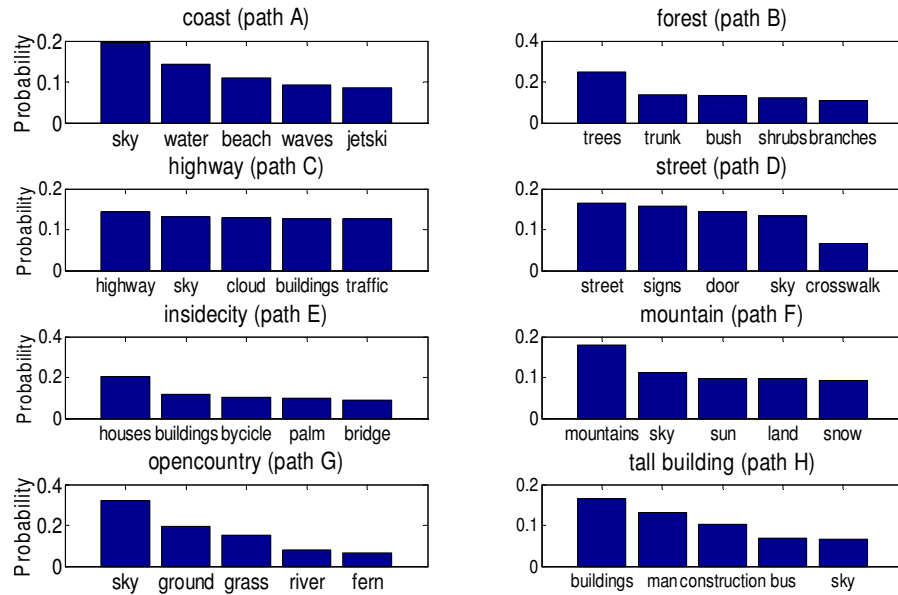 coast (path A)
Probability
0.2
0.1
0
sky water beach waves jetski
forest (path B)
0.4
0.2
0
trees trunk bush shrubs branches
highway (path C)
Probability
0.2
0.1
0
highway sky cloud buildings traffic
street (path D)
0.2
0.1
0
street signs door sky crosswalk
insidecity (path E)
Probability
0.4
0.2
0
houses buildings bycicle palm bridge
mountain (path F)
0.2
0.1
0
mountains sky sun land snow
opencountry (path G)
Probability
0.4
0.2
0
sky ground grass river fern
tall building (path H)
0.2
0.1
0
buildings man construction bus sky